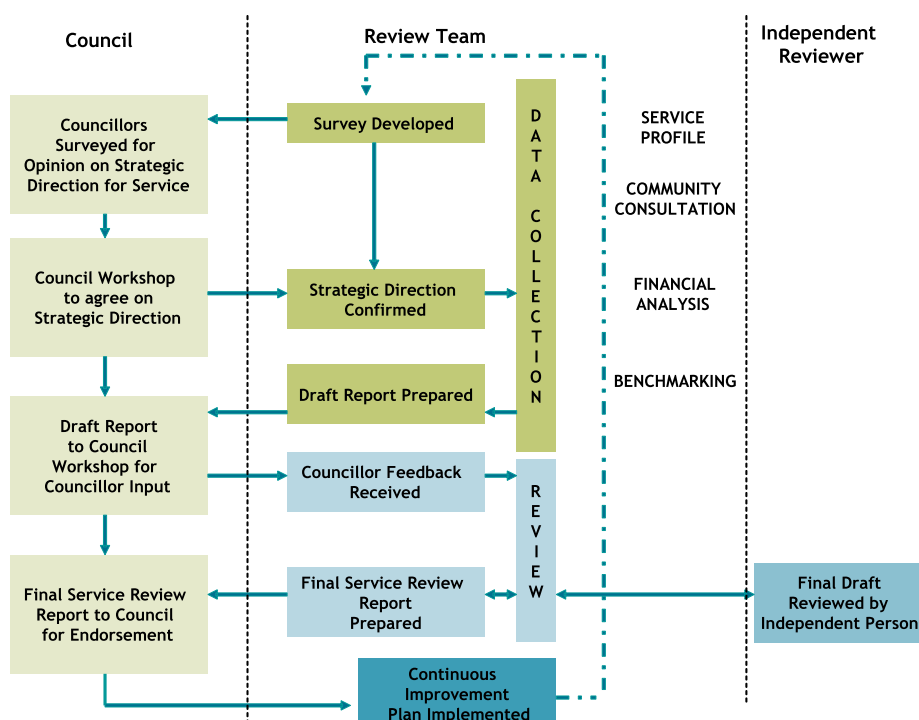 Council
Review Team
Independent
Reviewer
Councillors
Surveyed for
Opinion on Strategic
Direction for Service
Survey Developed
DATA COLLECTION
SERVICE
PROFILE
COMMUNITY
CONSULTATION
Council Workshop
to agree on
Strategic Direction
Strategic Direction
Confirmed
FINANCIAL
ANALYSIS
Draft Report Prepared
BENCHMARKING
Draft Report
to Council
Workshop for
Councillor Input
Councillor Feedback
Received
REVIEW
Final Service Review
Report to Council
for Endorsement
Final Service Review
Report
Prepared
Final Draft
Reviewed by
Independent Person
Continuous
Improvement
Plan Implemented